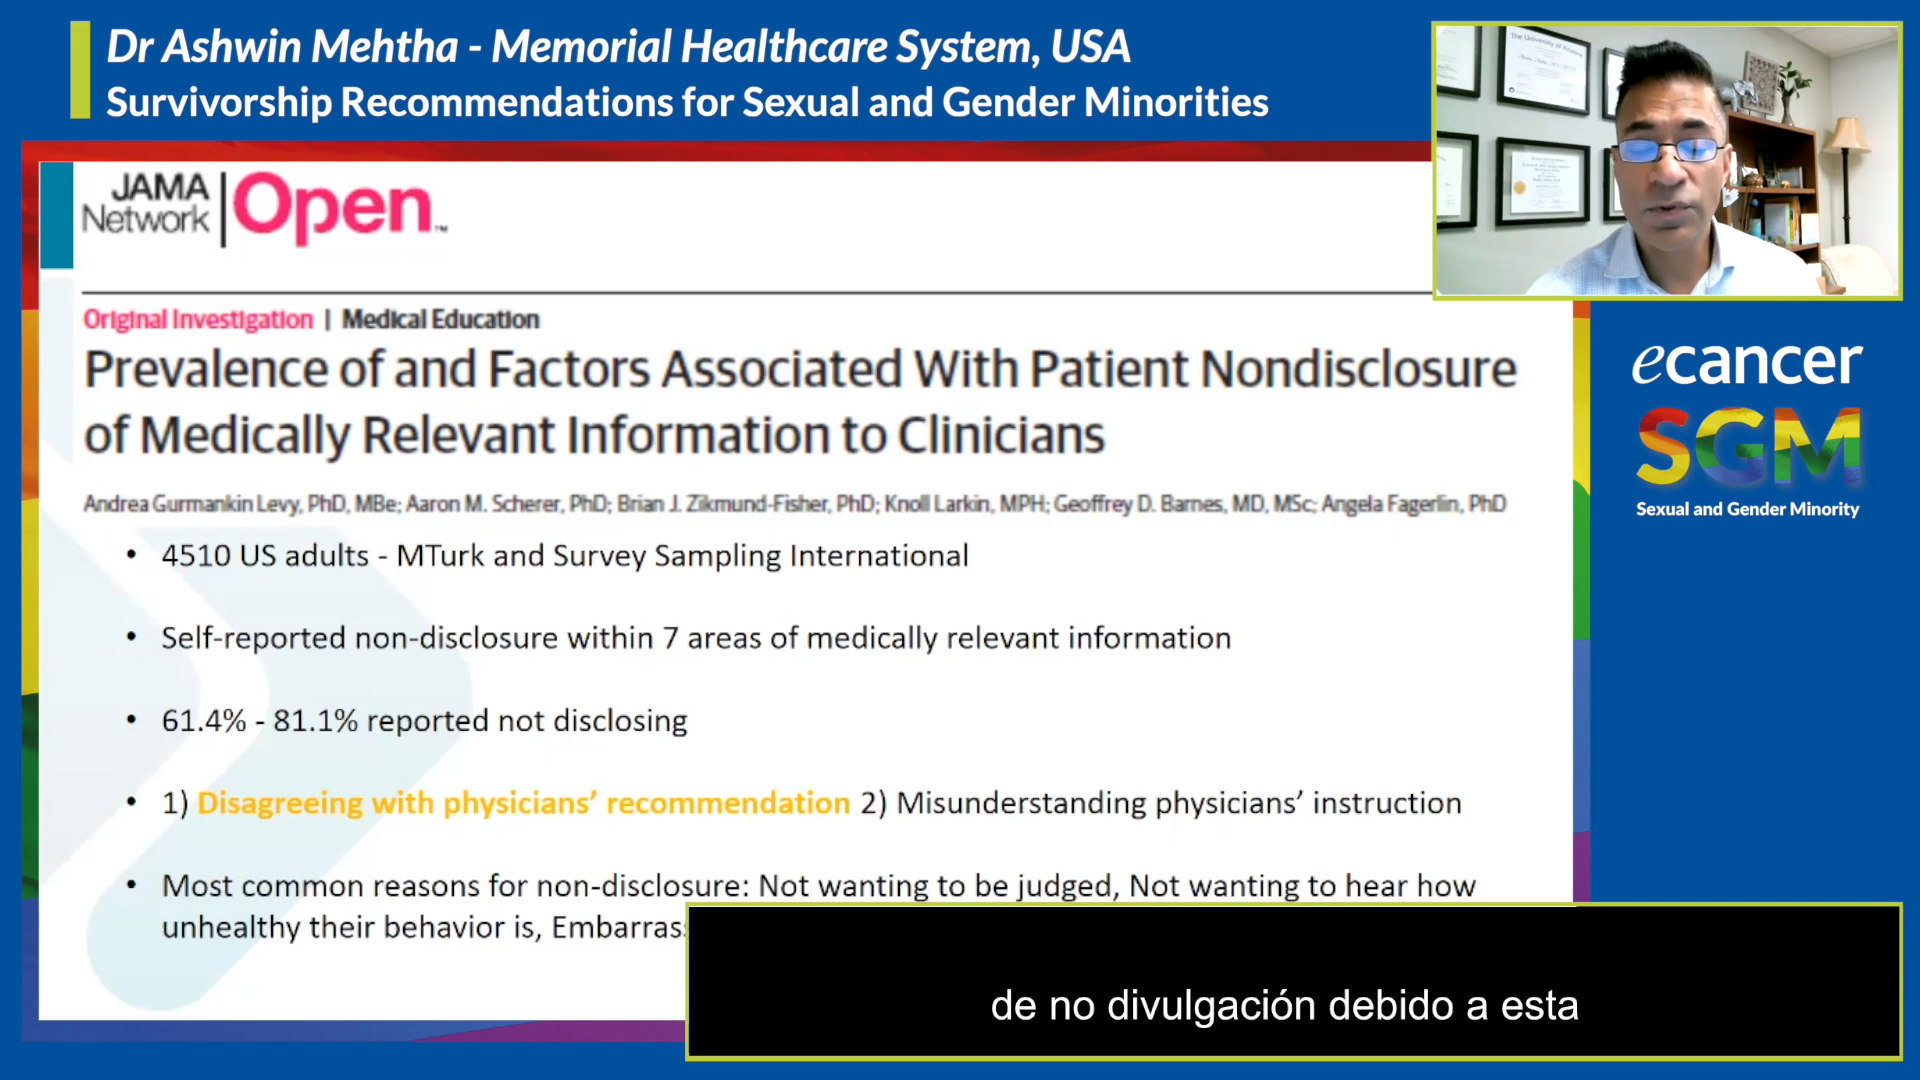 Dr Ashwin Mehtha - Memorial Healthcare System, USA
Survivorship Recommendations for Sexual and Gender Minorities
The University of
JAMA
Network
Open™
Original Investigation | Medical Education
Prevalence of and Factors Associated With Patient Nondisclosure
of Medically Relevant Information to Clinicians
Andrea Gurmankin Levy, PhD, MBe; Aaron M. Scherer, PhD; Brian J. Zikmund-Fisher, PhD; Knoll Larkin, MPH; Geoffrey D. Barnes, MD, MSc; Angela Fagerlin, PhD
• 4510 US adults - MTurk and Survey Sampling International
• Self-reported non-disclosure within 7 areas of medically relevant information
• 61.4% - 81.1% reported not disclosing
• 1) Disagreeing with physicians’ recommendation 2) Misunderstanding physicians’ instruction
• Most common reasons for non-disclosure: Not wanting to be judged, Not wanting to hear how
unhealthy their behavior is, Embarras
ecancer
SGM
Sexual and Gender Minority
de no divulgación debido a esta